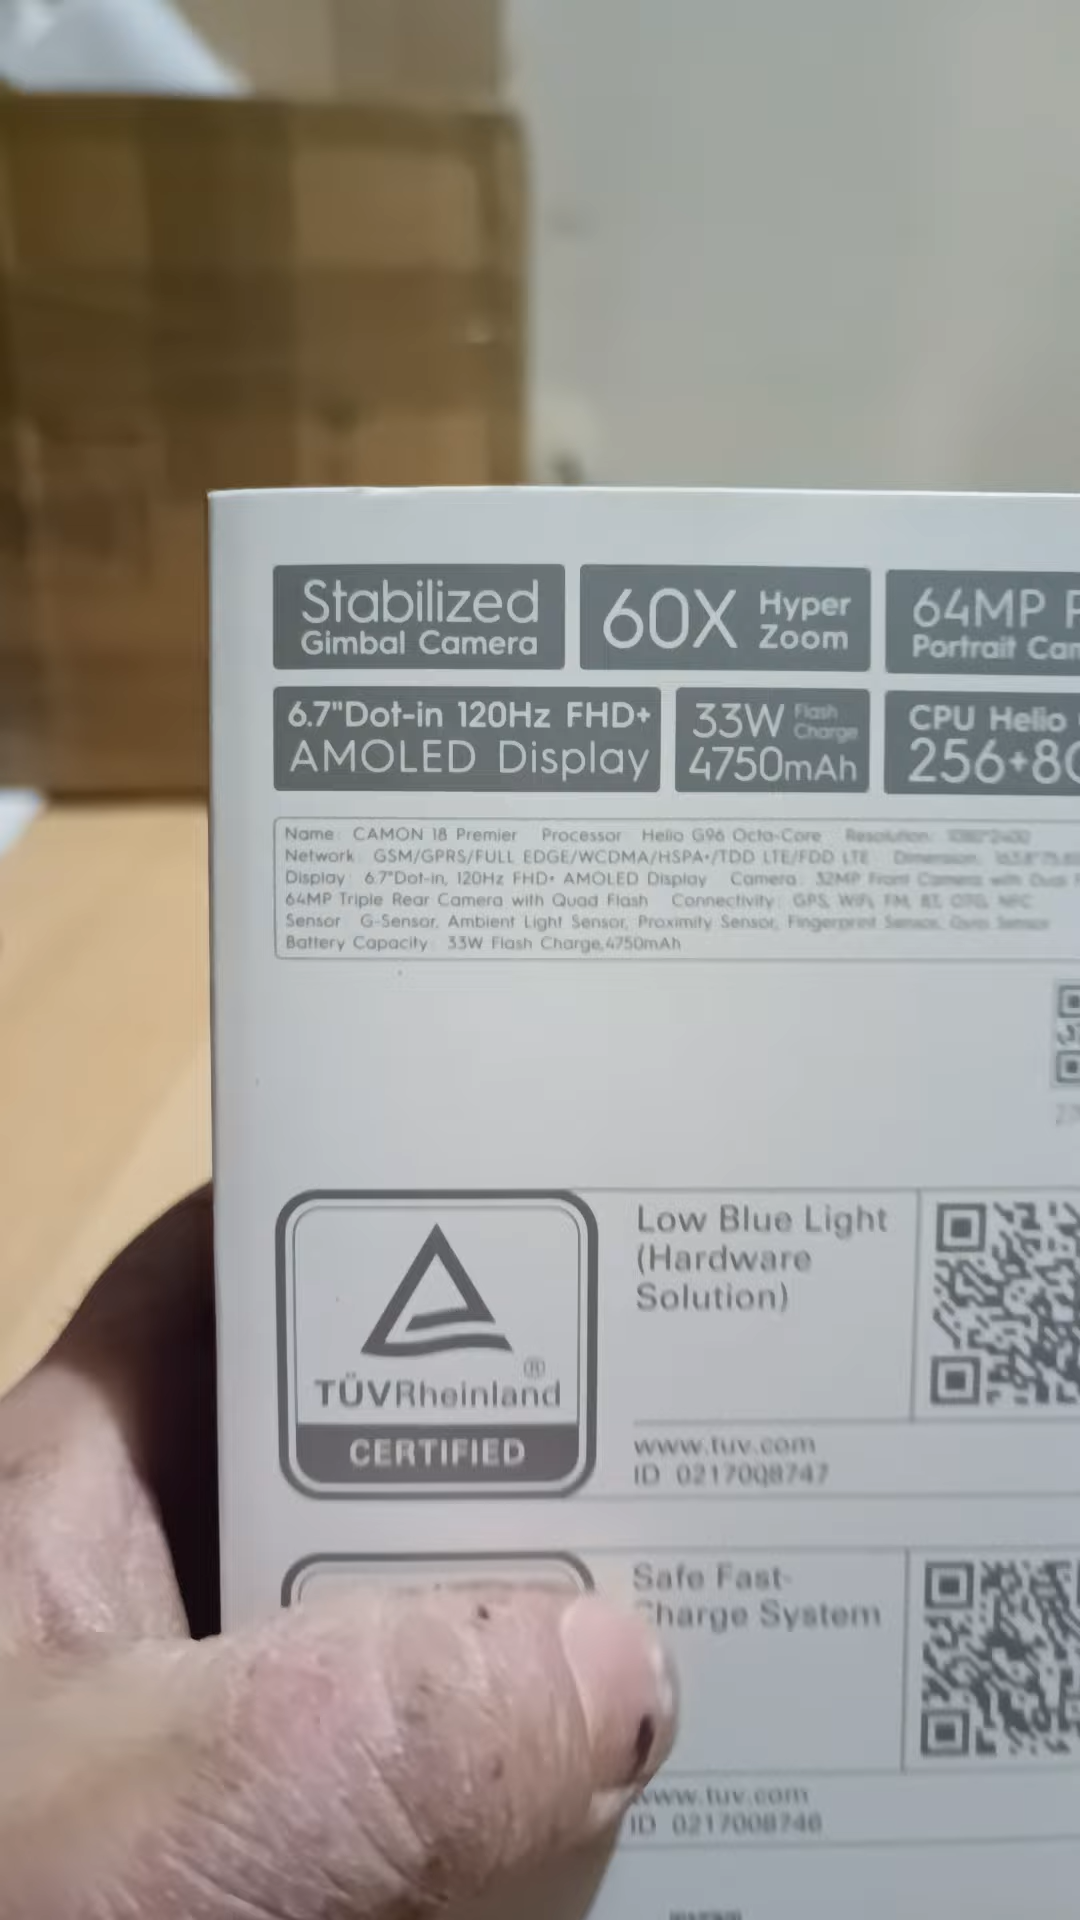 Stabilized
Gimbal Camera
60X Hyper
Zoom
64MP
Portrait
6.7"Dot-in 120Hz FHD+
AMOLED Display
33W Flash
Charge
4750mAh
CPU Helio
256+8
Name: CAMON 18 Premier Processor: Helio G96 Octa-Core Resolution: 1080*2400
Network: GSM/GPRS/FULL EDGE/WCDMA/HSPA+/TDD LTE/FDD LTE Dimension:
Display: 6.7"Dot-in, 120Hz FHD+ AMOLED Display Camera: 32MP Front Camera with Dual
64MP Triple Rear Camera with Quad Flash Connectivity: GPS, WiFi, FM, BT, OTG, NFC
Sensor: G-Sensor, Ambient Light Sensor, Proximity Sensor, Fingerprint Sensor, Gyro Sensor
Battery Capacity: 33W Flash Charge,4750mAh
Low Blue Light
(Hardware
Solution)
®
TÜVRheinland
CERTIFIED
www.tuv.com
ID 0217008747
Safe Fast-
Charge System
www.tuv.com
ID 0217008746